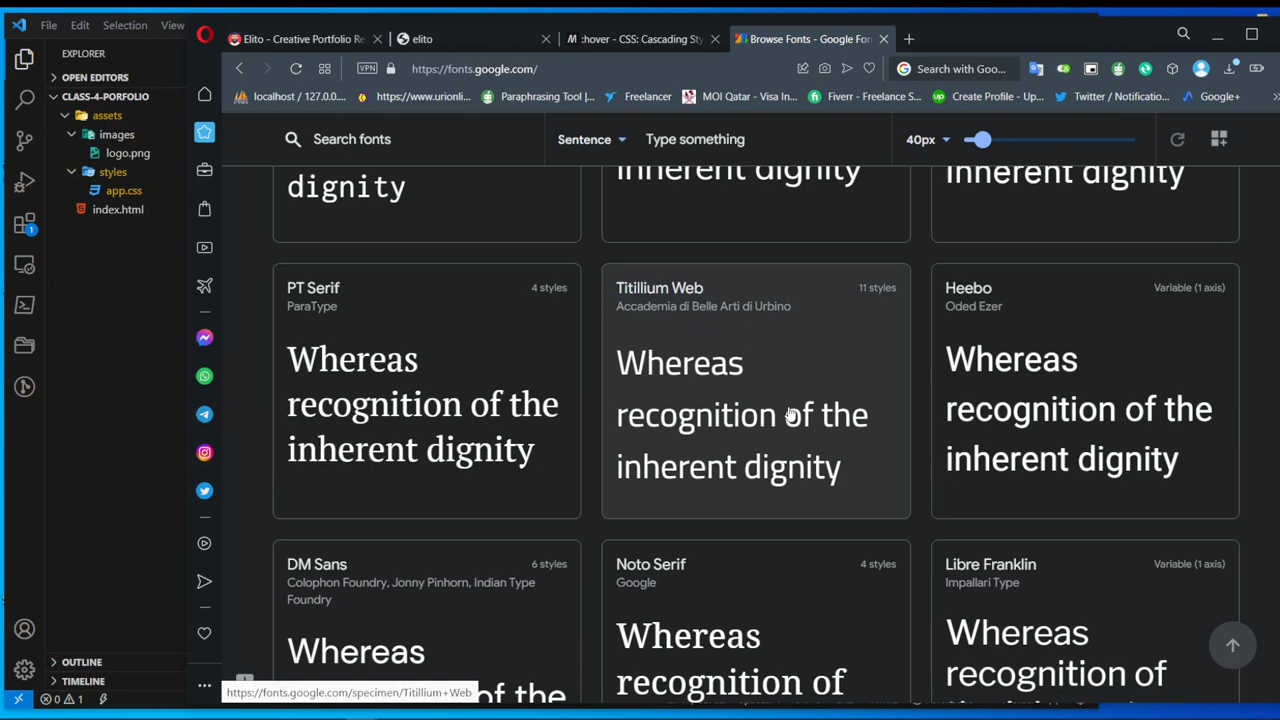 File Edit Selection View
EXPLORER
OPEN EDITORS
CLASS-4-PORFOLIO
assets
images
logo.png
styles
app.css
index.html
OUTLINE
TIMELINE
0 1
1
Elito - Creative Portfolio Re
elito
:hover - CSS: Cascading Sty
Browse Fonts - Google Fon
VPN
https://fonts.google.com/
Search with Goo...
localhost / 127.0.0....
https://www.urionli...
Paraphrasing Tool |...
Freelancer
MOI Qatar - Visa In...
Fiverr - Freelance S...
Create Profile - Up...
Twitter / Notificatio...
Google+
Search fonts
Sentence
Type something
40px
dignity
inherent dignity
inherent dignity
PT Serif
4 styles
ParaType
Whereas
recognition of the
inherent dignity
Titillium Web
11 styles
Accademia di Belle Arti di Urbino
Whereas
recognition of the
inherent dignity
Heebo
Variable (1 axis)
Oded Ezer
Whereas
recognition of the
inherent dignity
DM Sans
6 styles
Colophon Foundry, Jonny Pinhorn, Indian Type
Foundry
Whereas
of the
Noto Serif
4 styles
Google
Whereas
recognition of
Libre Franklin
Variable (1 axis)
Impallari Type
Whereas
recognition of
https://fonts.google.com/specimen/Titillium+Web